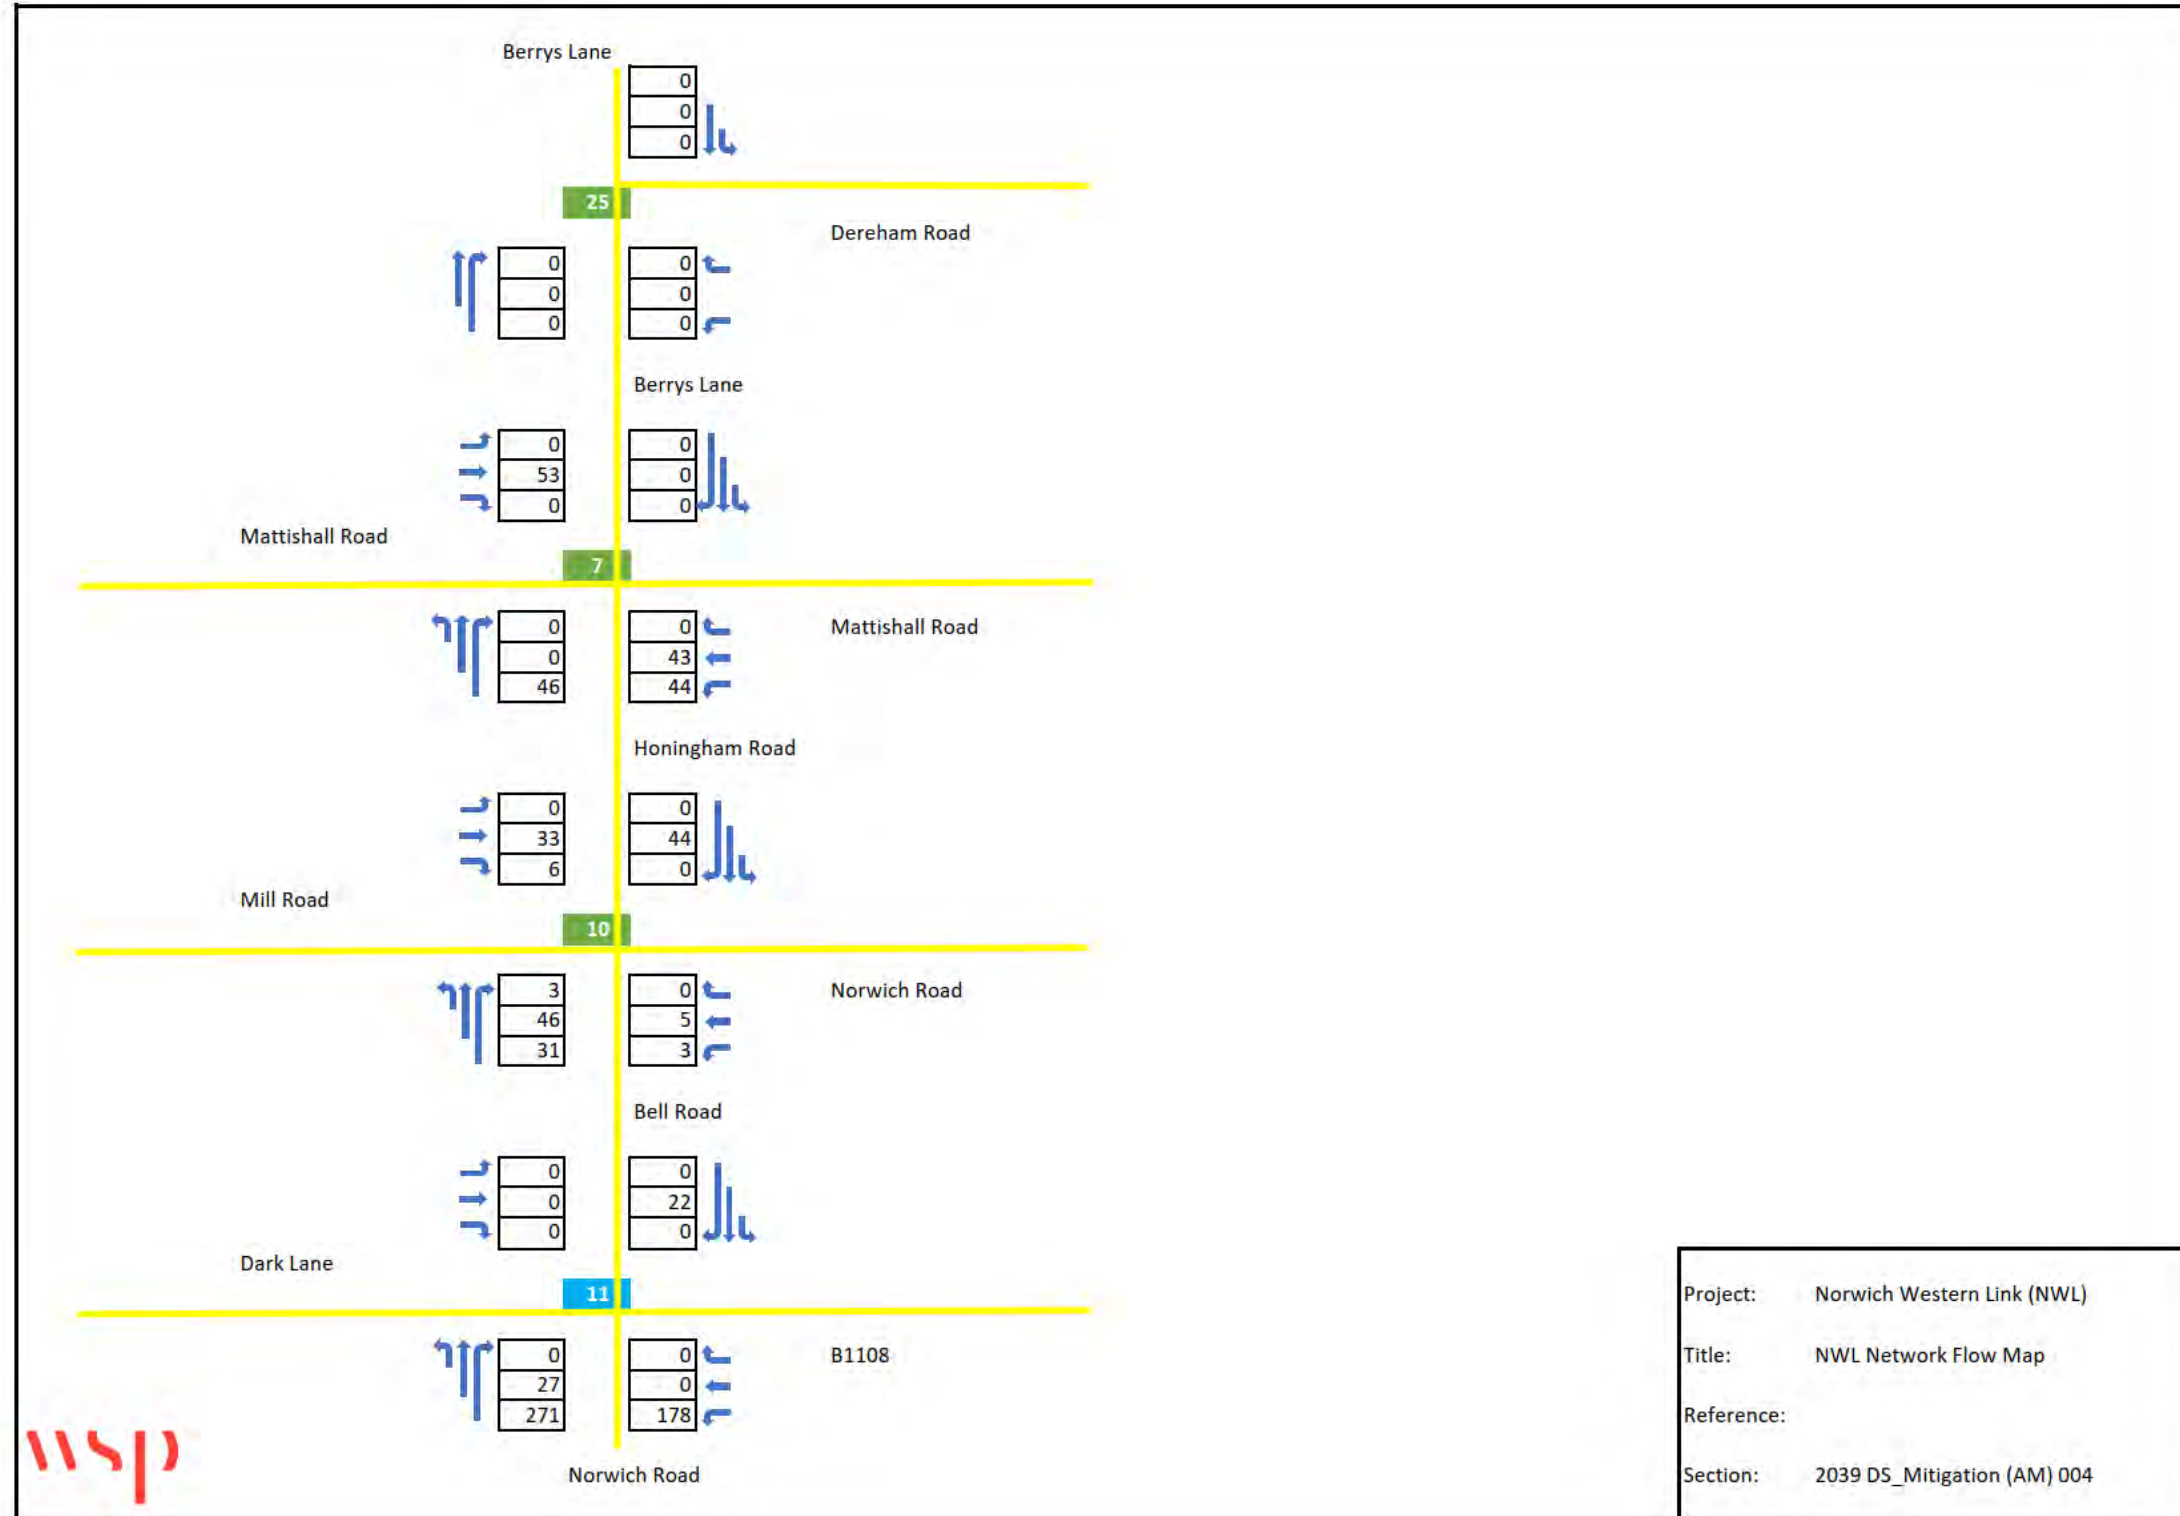 Berrys Lane
0
0
0
25
Dereham Road
0
0
0
0
0
0
Berrys Lane
0
53
0
0
0
0
Mattishall Road
7
0
0
46
0
43
44
Mattishall Road
Honingham Road
0
33
6
0
44
0
Mill Road
10
3
46
31
0
5
3
Norwich Road
Bell Road
0
0
0
0
22
0
Dark Lane
11
0
27
271
0
0
178
B1108
Norwich Road
wsp
Project: Norwich Western Link (NWL)
Title: NWL Network Flow Map
Reference:
Section: 2039 DS_Mitigation (AM) 004